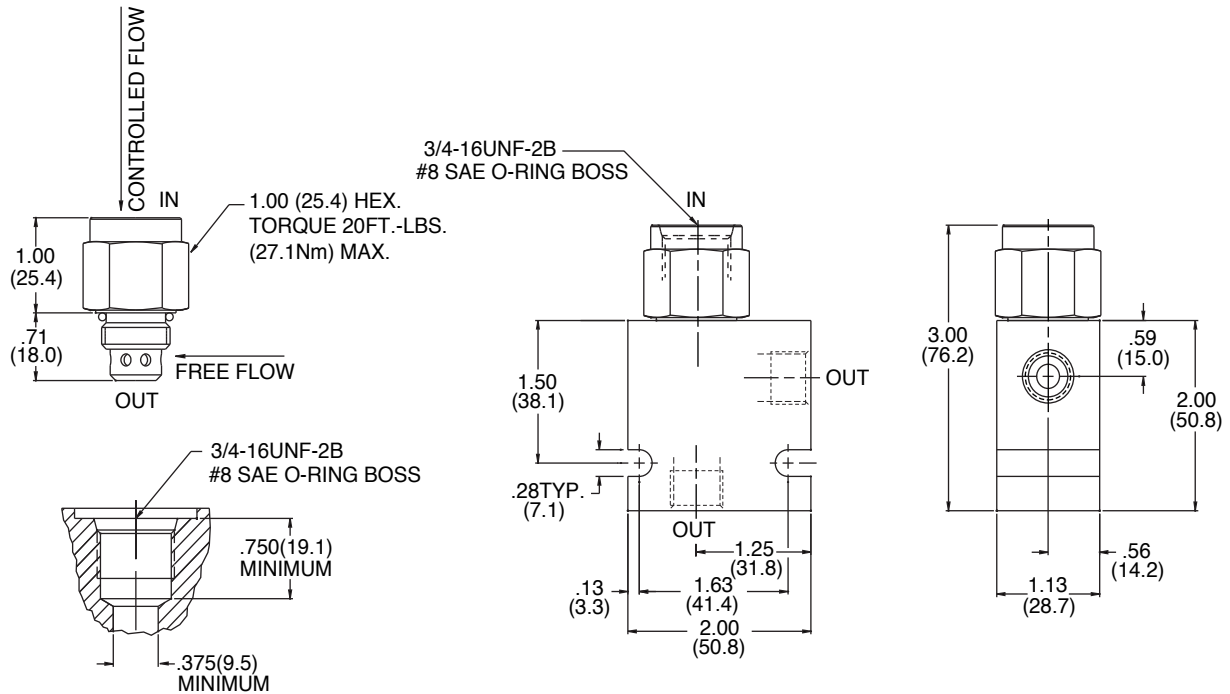 CONTROLLED FLOW
IN
1.00 (25.4) HEX.
TORQUE 20FT.-LBS.
(27.1Nm) MAX.
1.00
(25.4)
.71
(18.0)
FREE FLOW
OUT
3/4-16UNF-2B
#8 SAE O-RING BOSS
.750(19.1)
MINIMUM
.375(9.5)
MINIMUM
3/4-16UNF-2B
#8 SAE O-RING BOSS
IN
1.50
(38.1)
OUT
.28TYP.
(7.1)
OUT
1.25
(31.8)
.13
(3.3)
1.63
(41.4)
2.00
(50.8)
3.00
(76.2)
.59
(15.0)
2.00
(50.8)
.56
(14.2)
1.13
(28.7)